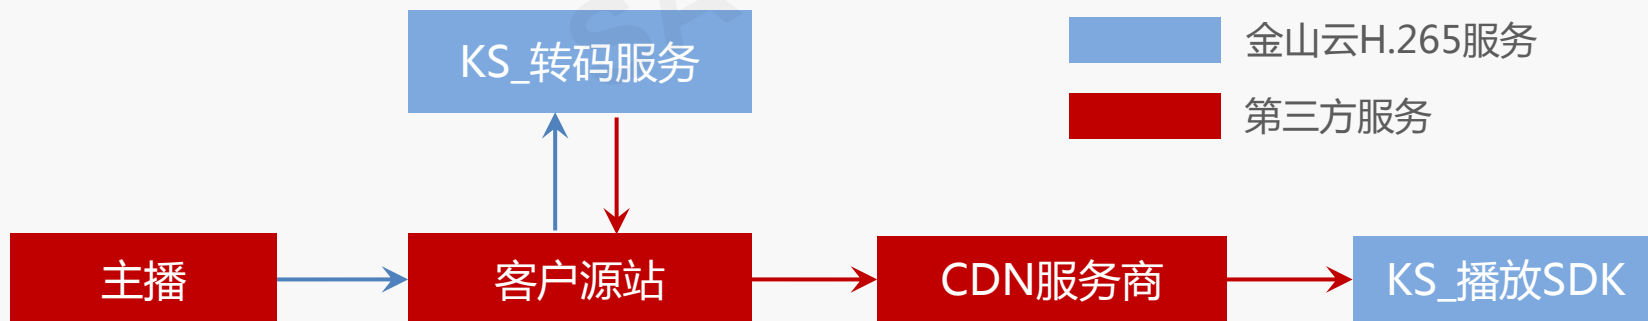 KS_转码服务
金山云H.265服务
第三方服务
主播
客户源站
CDN服务商
KS_播放SDK